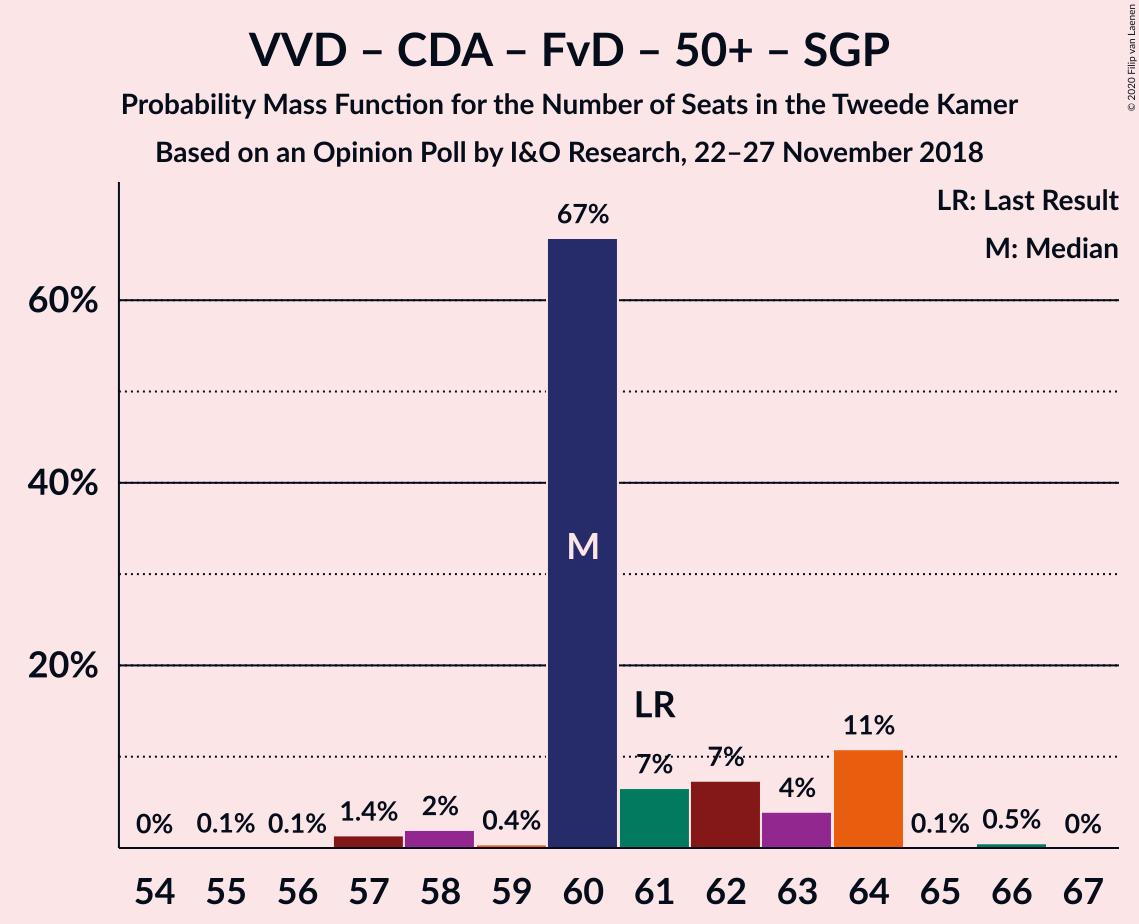 VVD – CDA – FvD – 50+ – SGP
Probability Mass Function for the Number of Seats in the Tweede Kamer
Based on an Opinion Poll by I&O Research, 22–27 November 2018
© 2020 Filip van Laenen
LR: Last Result
M: Median
60%
40%
20%
0%
0.1%
0.1%
1.4%
2%
0.4%
67%
M
LR
7%
7%
4%
11%
0.1%
0.5%
0%
54 55 56 57 58 59 60 61 62 63 64 65 66 67